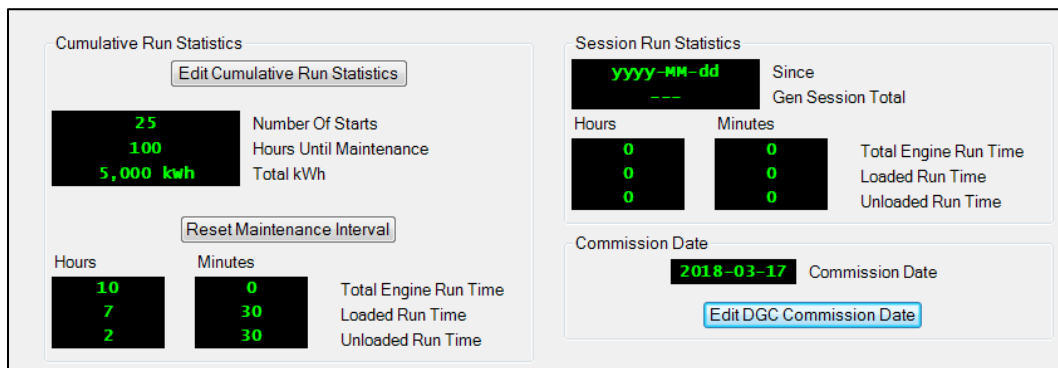 Cumulative Run Statistics
Edit Cumulative Run Statistics
25 Number Of Starts
100 Hours Until Maintenance
5,000 kWh Total kWh
Reset Maintenance Interval
Hours Minutes
10 0 Total Engine Run Time
7 30 Loaded Run Time
2 30 Unloaded Run Time
Session Run Statistics
yyyy-MM-dd Since
--- Gen Session Total
Hours Minutes
0 0 Total Engine Run Time
0 0 Loaded Run Time
0 0 Unloaded Run Time
Commission Date
2018-03-17 Commission Date
Edit DGC Commission Date